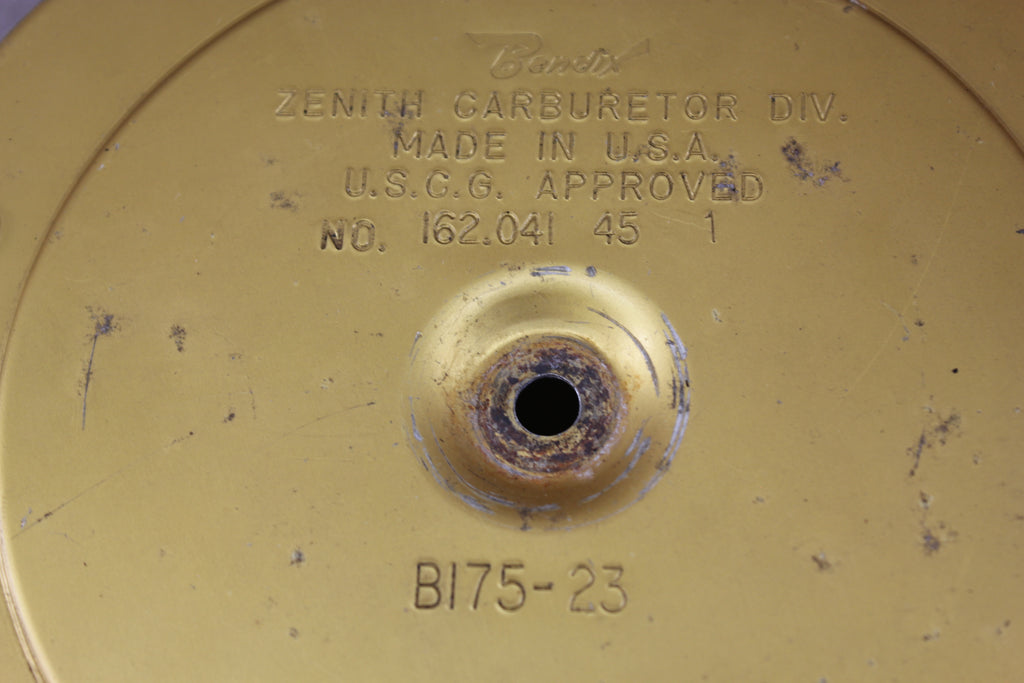 Bendix
ZENITH CARBURETOR DIV.
MADE IN U.S.A.
U.S.C.G. APPROVED
NO. 162.041 45 1
B175-23